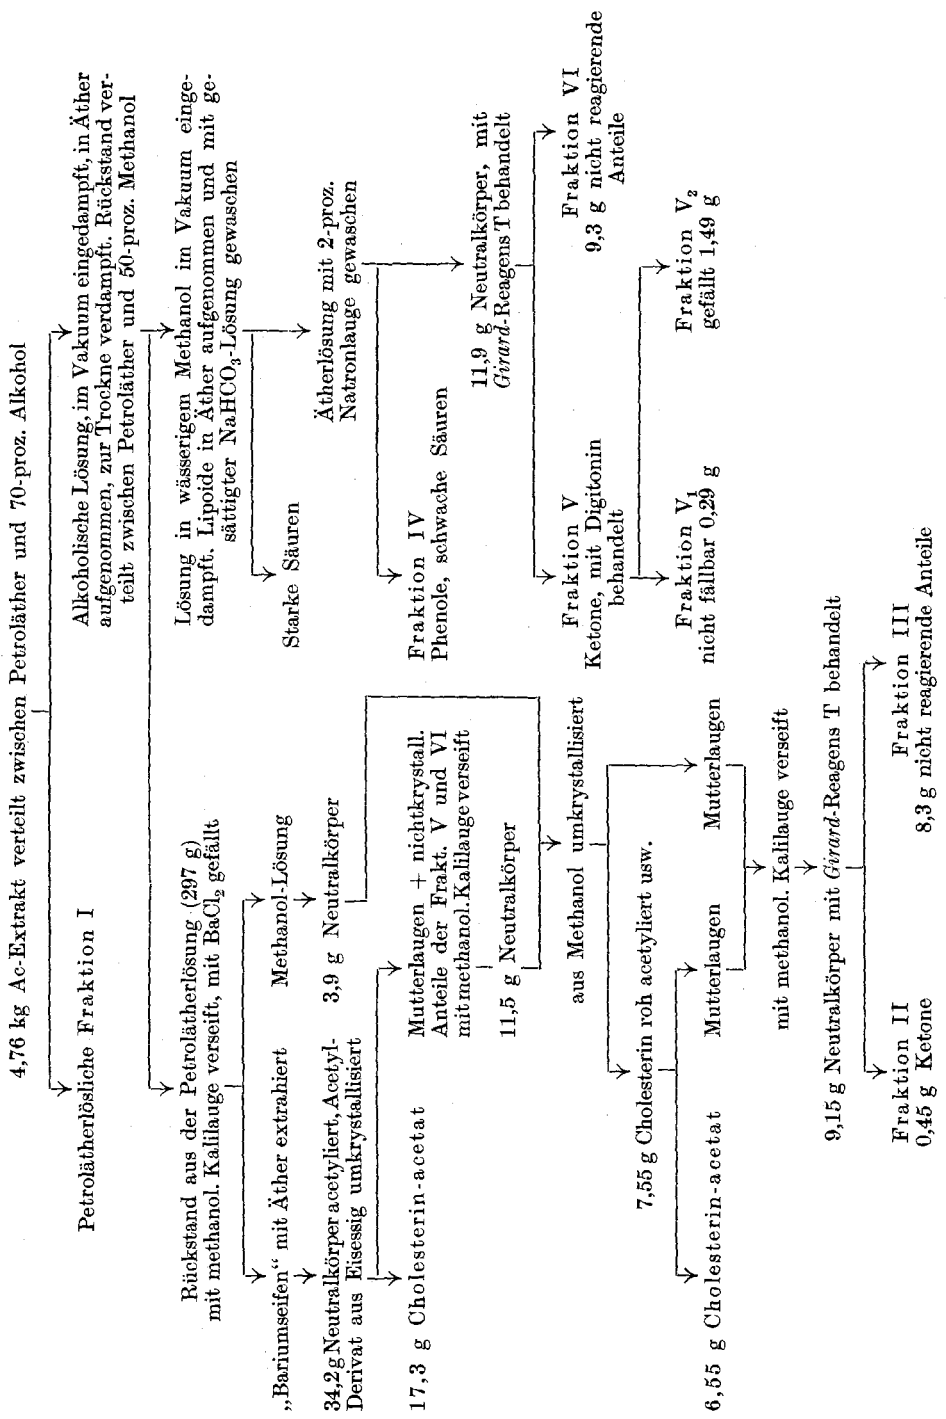 4,76 kg Ac-Extrakt verteilt zwischen Petroläther und 70-proz. Alkohol
Petrolätherlösliche Fraktion I
Alkoholische Lösung, im Vakuum eingedampft, in Äther
aufgenommen, zur Trockne verdampft. Rückstand ver-
teilt zwischen Petroläther und 50-proz. Methanol
Rückstand aus der Petrolätherlösung (297 g)
mit methanol. Kalilauge verseift, mit BaCl₂ gefällt
Lösung in wässerigem Methanol im Vakuum einge-
dampft. Lipoide in Äther aufgenommen und mit ge-
sättigter NaHCO₃-Lösung gewaschen
„Bariumseifen“ mit Äther extrahiert
Methanol-Lösung
Starke Säuren
Ätherlösung mit 2-proz.
Natronlauge gewaschen
34,2 g Neutralkörper acetyliert, Acetyl-
Derivat aus Eisessig umkrystallisiert
3,9 g Neutralkörper
17,3 g Cholesterin-acetat
Mutterlaugen + nichtkrystall.
Anteile der Frakt. V und VI
mit methanol. Kalilauge verseift
Fraktion IV
Phenole, schwache Säuren
11,9 g Neutralkörper, mit
Girard-Reagens T behandelt
11,5 g Neutralkörper
aus Methanol umkrystallisiert
Fraktion V
Ketone, mit Digitonin
behandelt
Fraktion VI
9,3 g nicht reagierende
Anteile
7,55 g Cholesterin roh acetyliert usw.
Fraktion V₁
nicht fällbar 0,29 g
Fraktion V₂
gefällt 1,49 g
6,55 g Cholesterin-acetat
Mutterlaugen
Mutterlaugen
mit methanol. Kalilauge verseift
9,15 g Neutralkörper mit Girard-Reagens T behandelt
Fraktion II
0,45 g Ketone
Fraktion III
8,3 g nicht reagierende Anteile